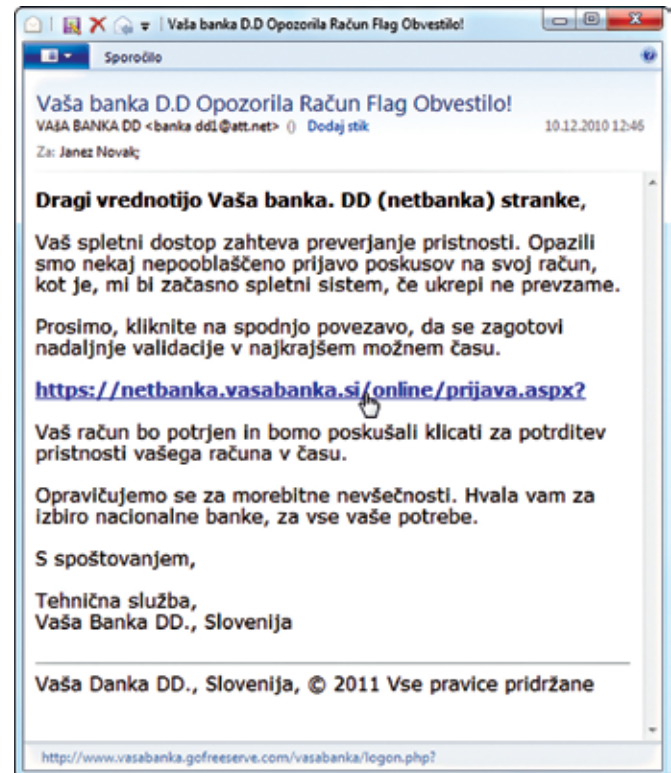 Vaša banka D.D Opozorila Račun Flag Obvestilo!
Sporočilo
Vaša banka D.D Opozorila Račun Flag Obvestilo!
VAšA BANKA DD <banka dd1@att.net> () Dodaj stik 10.12.2010 12:46
Za: Janez Novak;
Dragi vrednotijo Vaša banka. DD (netbanka) stranke,
Vaš spletni dostop zahteva preverjanje pristnosti. Opazili
smo nekaj nepooblaščeno prijavo poskusov na svoj račun,
kot je, mi bi začasno spletni sistem, če ukrepi ne prevzame.
Prosimo, kliknite na spodnjo povezavo, da se zagotovi
nadaljnje validacije v najkrajšem možnem času.
https://netbanka.vasabanka.si/online/prijava.aspx?
Vaš račun bo potrjen in bomo poskušali klicati za potrditev
pristnosti vašega računa v času.
Opravičujemo se za morebitne nevšečnosti. Hvala vam za
izbiro nacionalne banke, za vse vaše potrebe.
S spoštovanjem,
Tehnična služba,
Vaša Banka DD., Slovenija
Vaša Danka DD., Slovenija, © 2011 Vse pravice pridržane
http://www.vasabanka.gofreeserve.com/vasabanka/logon.php?